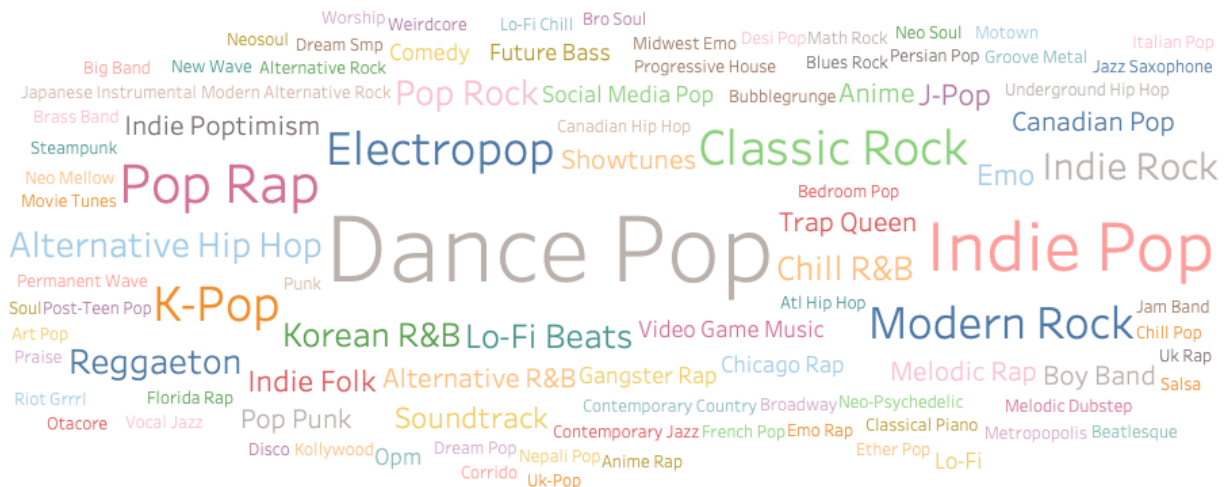 Worship
Weirdcore
Lo-Fi Chill
Bro Soul
Neosoul
Dream Smp
Comedy
Future Bass
Midwest Emo
Desi Pop
Math Rock
Neo Soul
Motown
Italian Pop
Big Band
New Wave
Alternative Rock
Progressive House
Blues Rock
Persian Pop
Groove Metal
Jazz Saxophone
Japanese Instrumental
Modern Alternative Rock
Pop Rock
Social Media Pop
Bubblegrunge
Anime
J-Pop
Underground Hip Hop
Brass Band
Indie Poptimism
Canadian Hip Hop
Canadian Pop
Steampunk
Electropop
Showtunes
Classic Rock
Emo
Indie Rock
Neo Mellow
Movie Tunes
Pop Rap
Bedroom Pop
Trap Queen
Alternative Hip Hop
Dance Pop
Chill R&B
Indie Pop
Permanent Wave
Punk
Soul
Post-Teen Pop
K-Pop
Atl Hip Hop
Jam Band
Art Pop
Korean R&B
Lo-Fi Beats
Video Game Music
Modern Rock
Chill Pop
Praise
Reggaeton
Chicago Rap
Uk Rap
Indie Folk
Alternative R&B
Gangster Rap
Melodic Rap
Boy Band
Salsa
Riot Grrrl
Florida Rap
Otacore
Vocal Jazz
Pop Punk
Soundtrack
Contemporary Country
Broadway
Neo-Psychedelic
Melodic Dubstep
Contemporary Jazz
French Pop
Emo Rap
Classical Piano
Metropopolis
Beatlesque
Disco
Kollywood
Opm
Dream Pop
Nepali Pop
Anime Rap
Ether Pop
Lo-Fi
Corrido
Uk-Pop